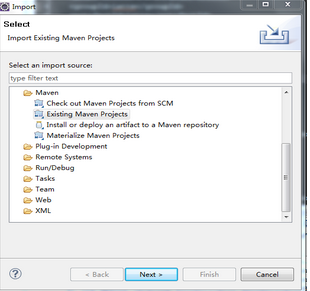 Import
Select
Import Existing Maven Projects
Select an import source:
type filter text
Maven
Check out Maven Projects from SCM
Existing Maven Projects
Install or deploy an artifact to a Maven repository
Materialize Maven Projects
Plug-in Development
Remote Systems
Run/Debug
Tasks
Team
Web
XML
?
< Back
Next >
Finish
Cancel